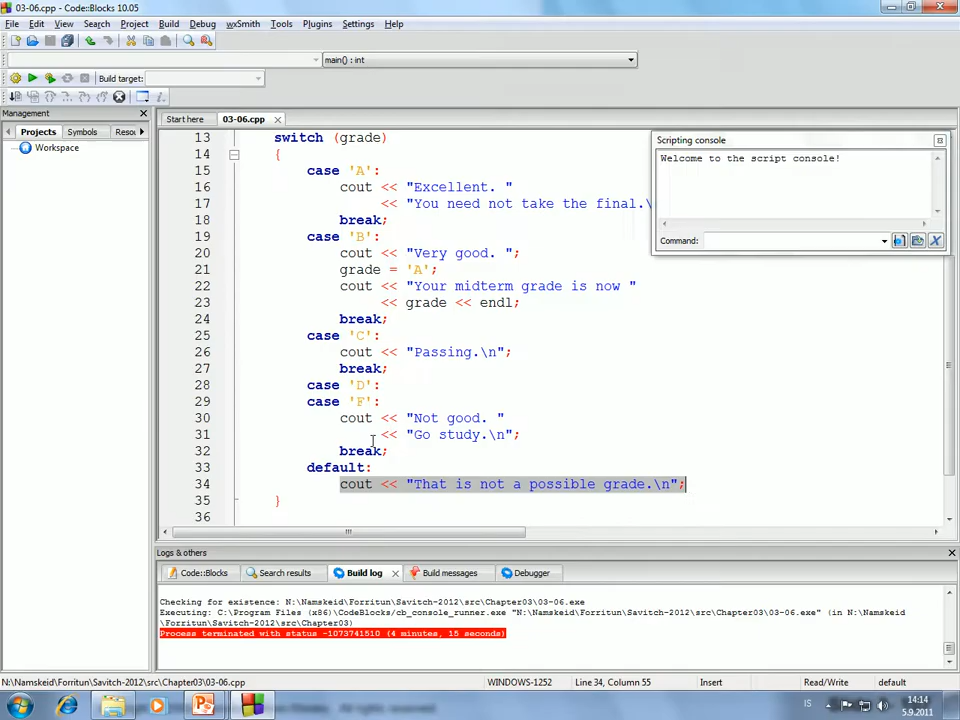 03-06.cpp - Code::Blocks 10.05
File Edit View Search Project Build Debug wxSmith Tools Plugins Settings Help
main() : int
Build target:
Management
Start here 03-06.cpp
Projects Symbols Resou
Workspace
Scripting console
Welcome to the script console!
Command:
13 switch (grade)
14 {
15 case 'A':
16 cout << "Excellent. "
17 << "You need not take the final.\
18 break;
19 case 'B':
20 cout << "Very good. ";
21 grade = 'A';
22 cout << "Your midterm grade is now "
23 << grade << endl;
24 break;
25 case 'C':
26 cout << "Passing.\n";
27 break;
28 case 'D':
29 case 'F':
30 cout << "Not good. "
31 << "Go study.\n";
32 break;
33 default:
34 cout << "That is not a possible grade.\n";
35 }
36
Logs & others
Code::Blocks Search results Build log Build messages Debugger
Checking for existence: N:\Namskeid\Forritun\Savitch-2012\src\Chapter03\03-06.exe
Executing: C:\Program Files (x86)\CodeBlocks/cb_console_runner.exe "N:\Namskeid\Forritun\Savitch-2012\src\Chapter03\03-06.exe" (in N:\Namskeid
\Forritun\Savitch-2012\src\Chapter03)
Process terminated with status -1073741510 (4 minutes, 15 seconds)
N:\Namskeid\Forritun\Savitch-2012\src\Chapter03\03-06.cpp WINDOWS-1252 Line 34, Column 55 Insert Read/Write default
IS 14:14
5.9.2011